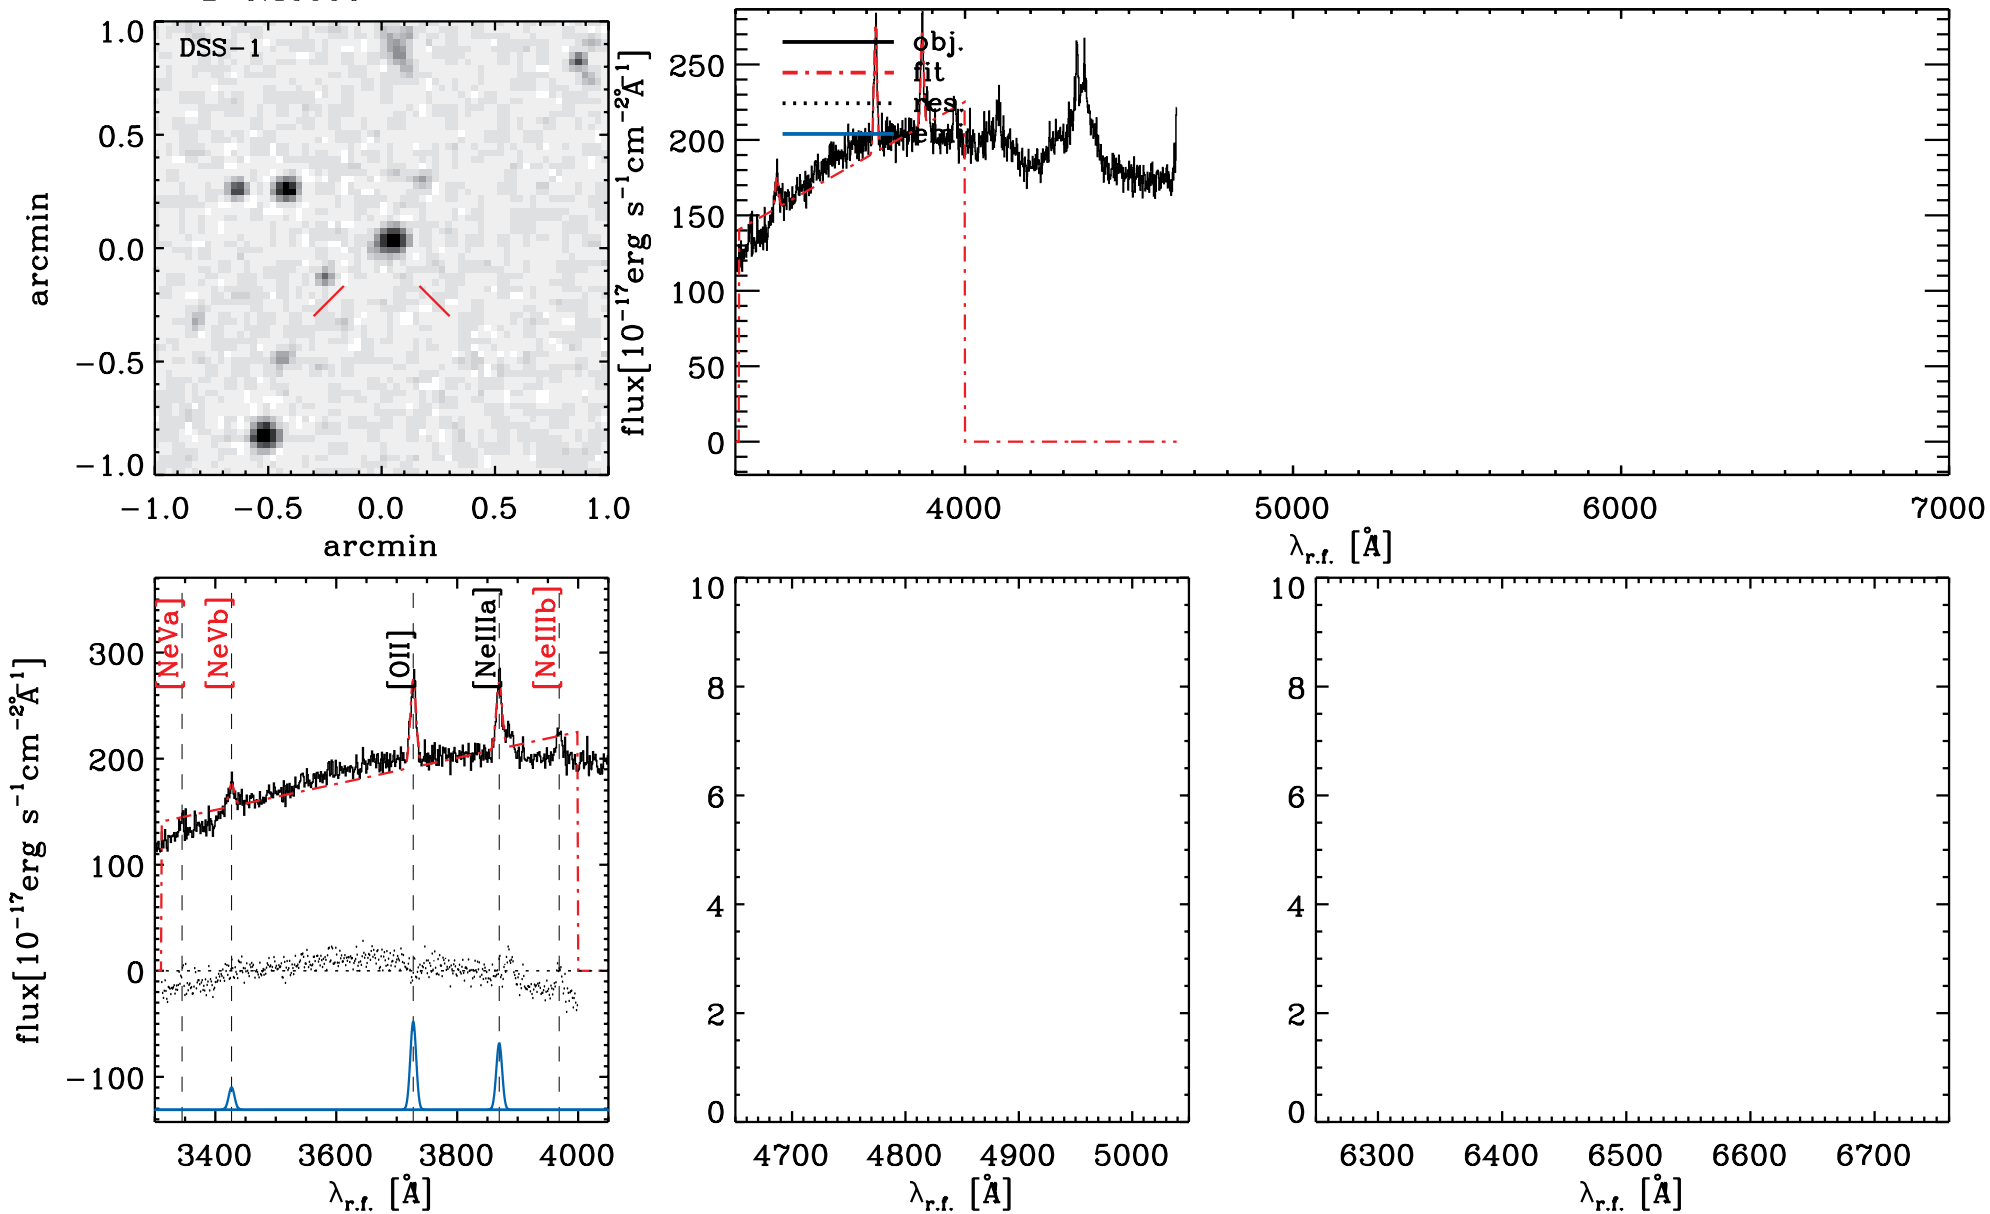 DSS-1
1.0
0.5
0.0
−0.5
−1.0
−1.0 −0.5 0.0 0.5 1.0
arcmin
arcmin
flux[10⁻¹⁷erg s⁻¹cm⁻²Å⁻¹]
250
200
150
100
50
0
obj.
fit
res.
4000 5000 6000 7000
λr.f. [Å]
flux[10⁻¹⁷erg s⁻¹cm⁻²Å⁻¹]
300
200
100
0
−100
[NeVa]
[NeVb]
[OII]
[NeIIIa]
[NeIIIb]
3400 3600 3800 4000
λr.f. [Å]
10
8
6
4
2
0
4700 4800 4900 5000
λr.f. [Å]
10
8
6
4
2
0
6300 6400 6500 6600 6700
λr.f. [Å]